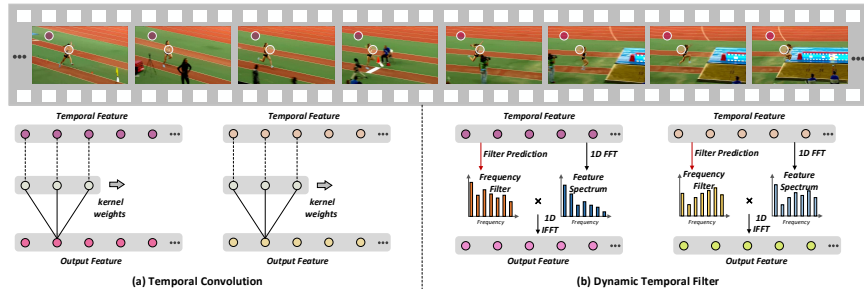 Temporal Feature
Temporal Feature
kernel
weights
kernel
weights
Output Feature
Output Feature
(a) Temporal Convolution
Temporal Feature
Temporal Feature
Filter Prediction
1D FFT
Filter Prediction
1D FFT
Frequency
Filter
Feature
Spectrum
Frequency
Filter
Feature
Spectrum
×
×
Frequency
1D
IFFT
Frequency
Frequency
1D
IFFT
Frequency
Output Feature
Output Feature
(b) Dynamic Temporal Filter